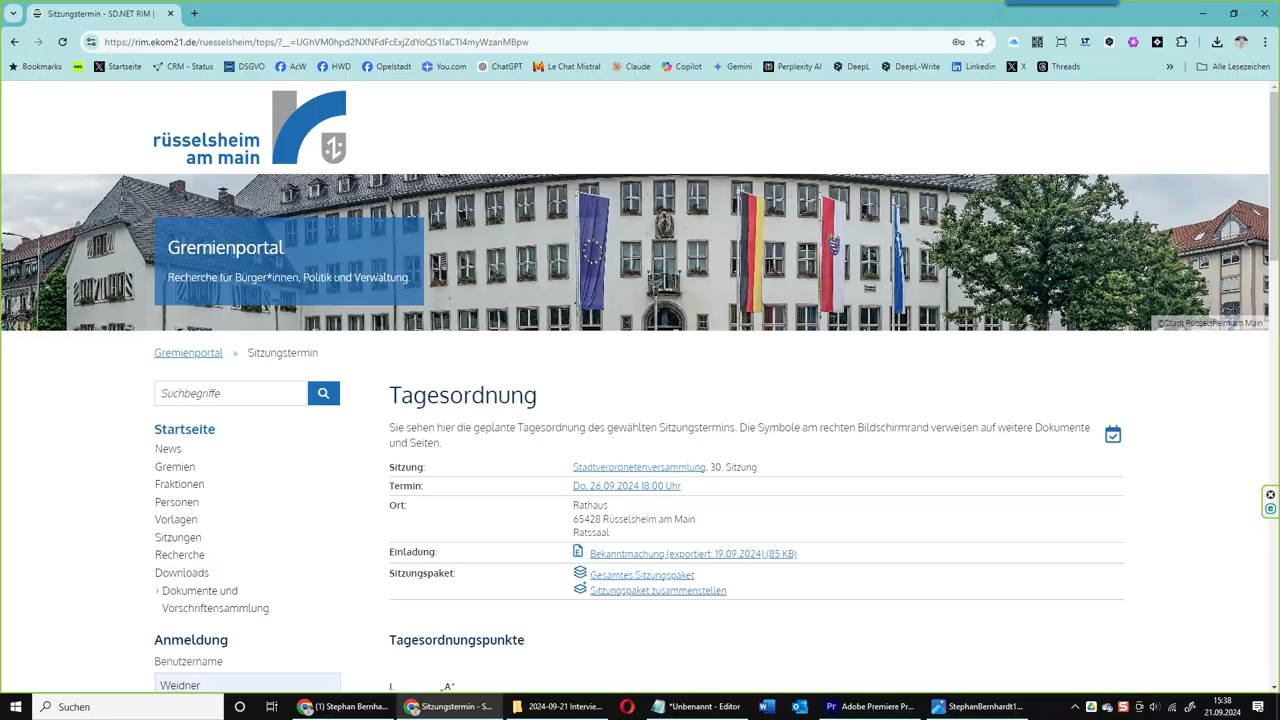 Sitzungstermin - SD.NET RIM |
https://rim.ekom21.de/ruesselsheim/tops/?__=UGhVM0hpd2NXNFdFcExjZdYoQS1laCTl4myWzanMBpw
Bookmarks Startseite CRM - Status DSGVO AcW HWD Opelstadt You.com ChatGPT Le Chat Mistral Claude Copilot Gemini Perplexity AI DeepL DeepL-Write Linkedin X Threads » Alle Lesezeichen
rüsselsheim
am main
Gremienportal
Recherche für Bürger*innen, Politik und Verwaltung.
©Stadt Rüsselsheim am Main
Gremienportal » Sitzungstermin
Suchbegriffe
Startseite
News
Gremien
Fraktionen
Personen
Vorlagen
Sitzungen
Recherche
Downloads
› Dokumente und
Vorschriftensammlung
Anmeldung
Benutzername
Weidner
Tagesordnung
Sie sehen hier die geplante Tagesordnung des gewählten Sitzungstermins. Die Symbole am rechten Bildschirmrand verweisen auf weitere Dokumente
und Seiten.
Sitzung: Stadtverordnetenversammlung, 30. Sitzung
Termin: Do, 26.09.2024 18:00 Uhr
Ort: Rathaus
65428 Rüsselsheim am Main
Ratssaal
Einladung: Bekanntmachung (exportiert: 19.09.2024) (85 KB)
Sitzungspaket: Gesamtes Sitzungspaket
Sitzungspaket zusammenstellen
Tagesordnungspunkte
I. „A"
Suchen (1) Stephan Bernha... Sitzungstermin - S... 2024-09-21 Intervie... *Unbenannt - Editor Adobe Premiere Pr... StephanBernhardt1...
15:38
21.09.2024